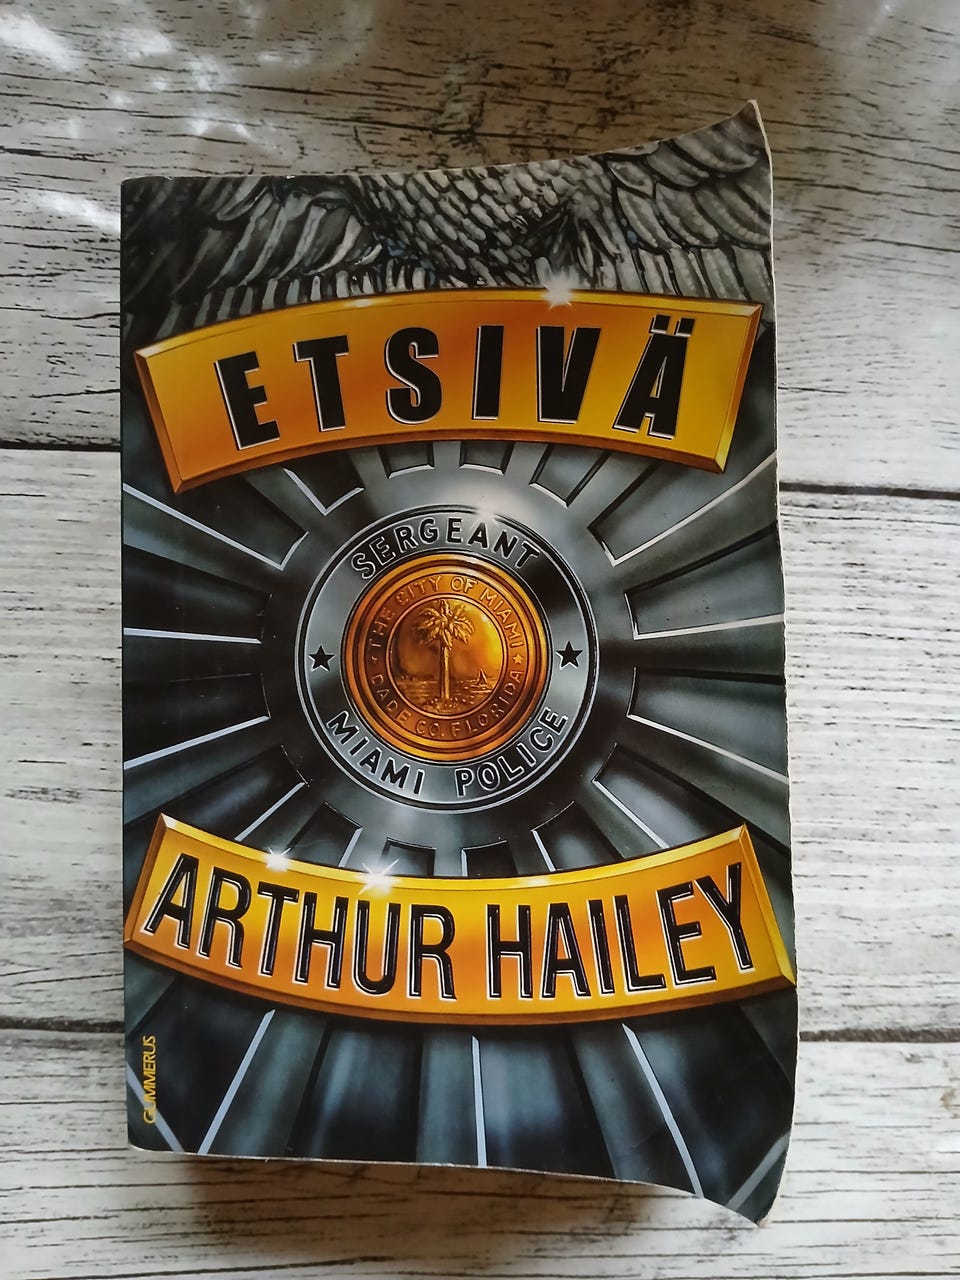 ETSIVÄ
SERGEANT
THE CITY OF MIAMI
DADE CO. FLORIDA
MIAMI POLICE
ARTHUR HAILEY
GUMMERUS